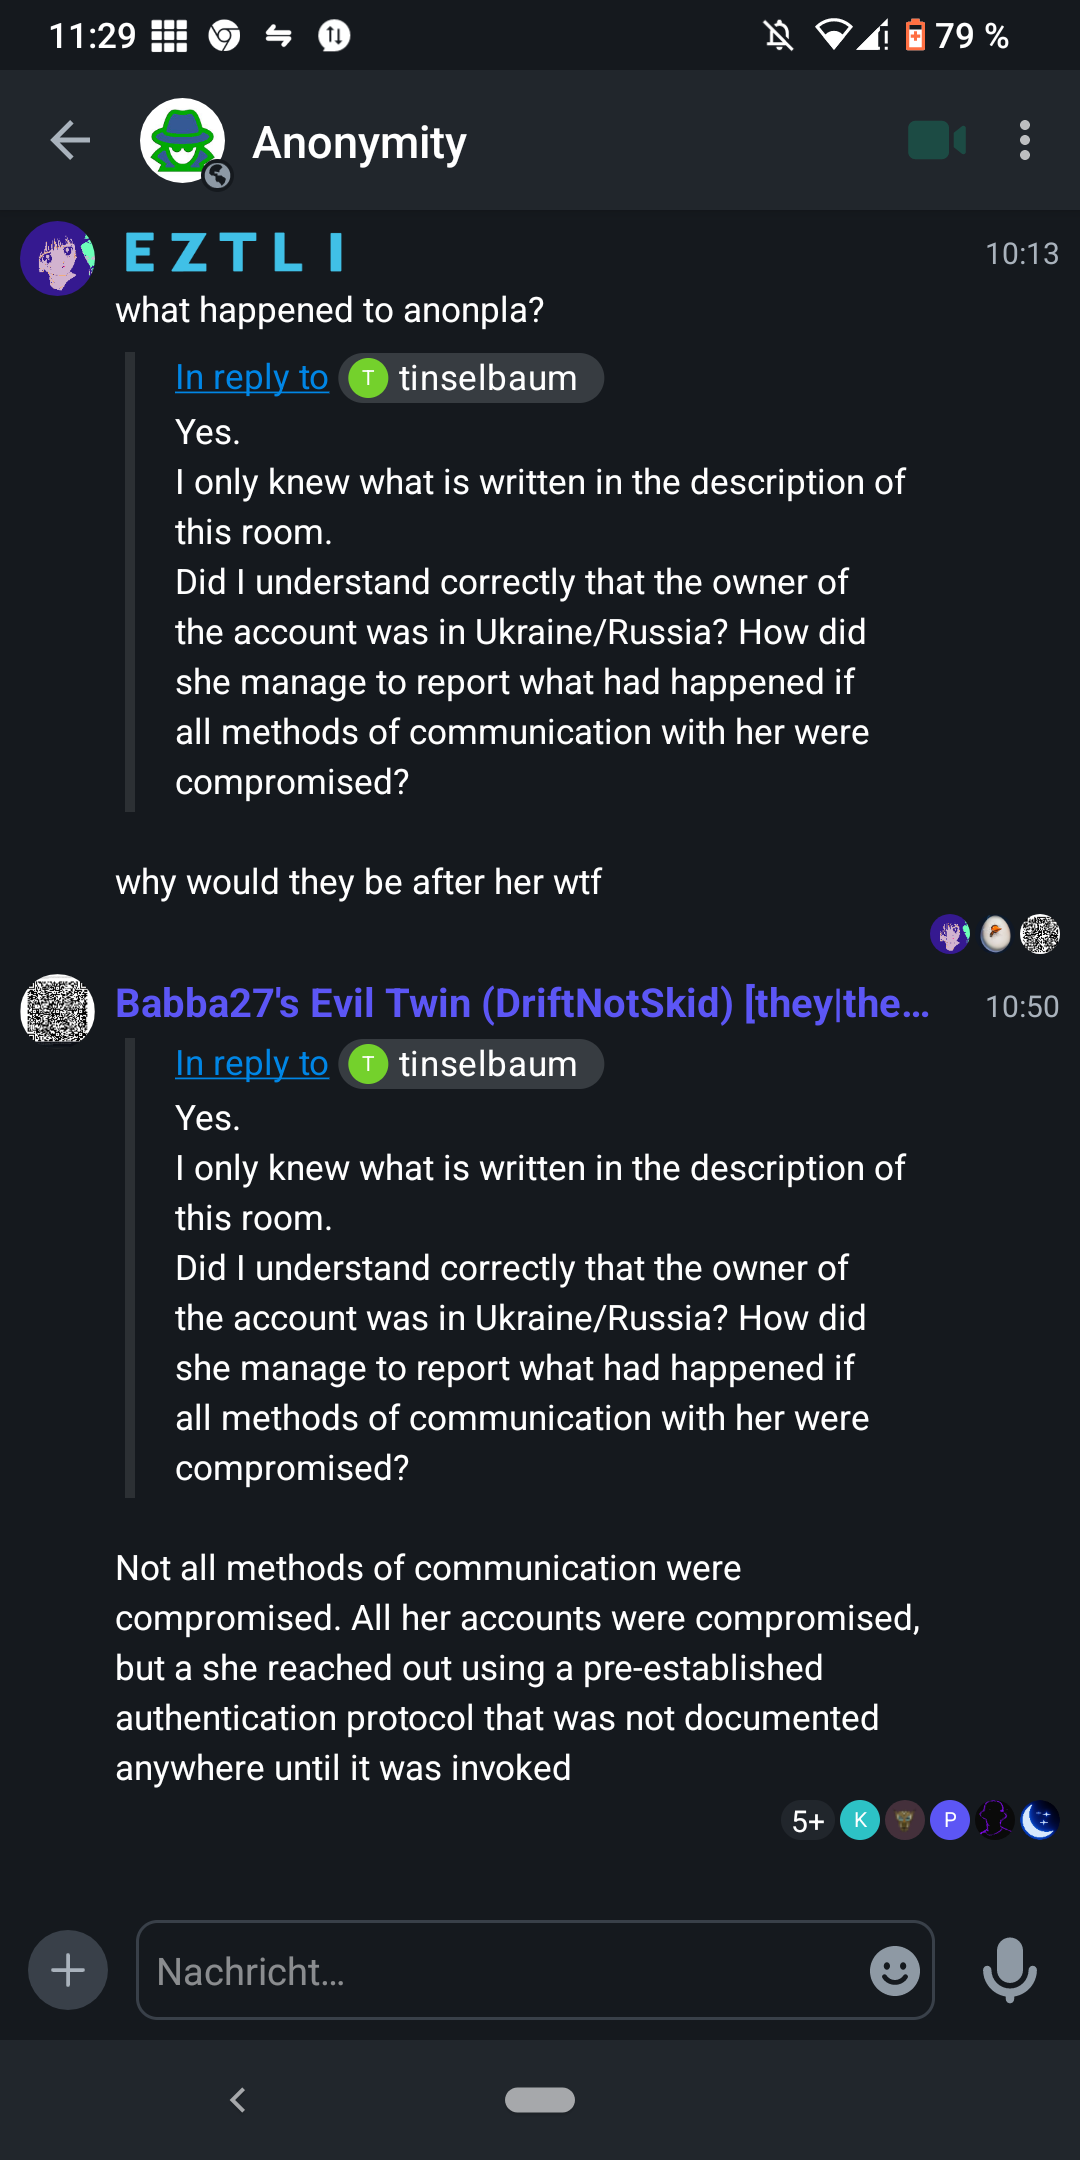 11:29
79 %
Anonymity
E Z T L I
10:13
what happened to anonpla?
In reply to T tinselbaum
Yes.
I only knew what is written in the description of
this room.
Did I understand correctly that the owner of
the account was in Ukraine/Russia? How did
she manage to report what had happened if
all methods of communication with her were
compromised?
why would they be after her wtf
Babba27's Evil Twin (DriftNotSkid) [they|the...
10:50
In reply to T tinselbaum
Yes.
I only knew what is written in the description of
this room.
Did I understand correctly that the owner of
the account was in Ukraine/Russia? How did
she manage to report what had happened if
all methods of communication with her were
compromised?
Not all methods of communication were
compromised. All her accounts were compromised,
but a she reached out using a pre-established
authentication protocol that was not documented
anywhere until it was invoked
5+ K P
Nachricht…